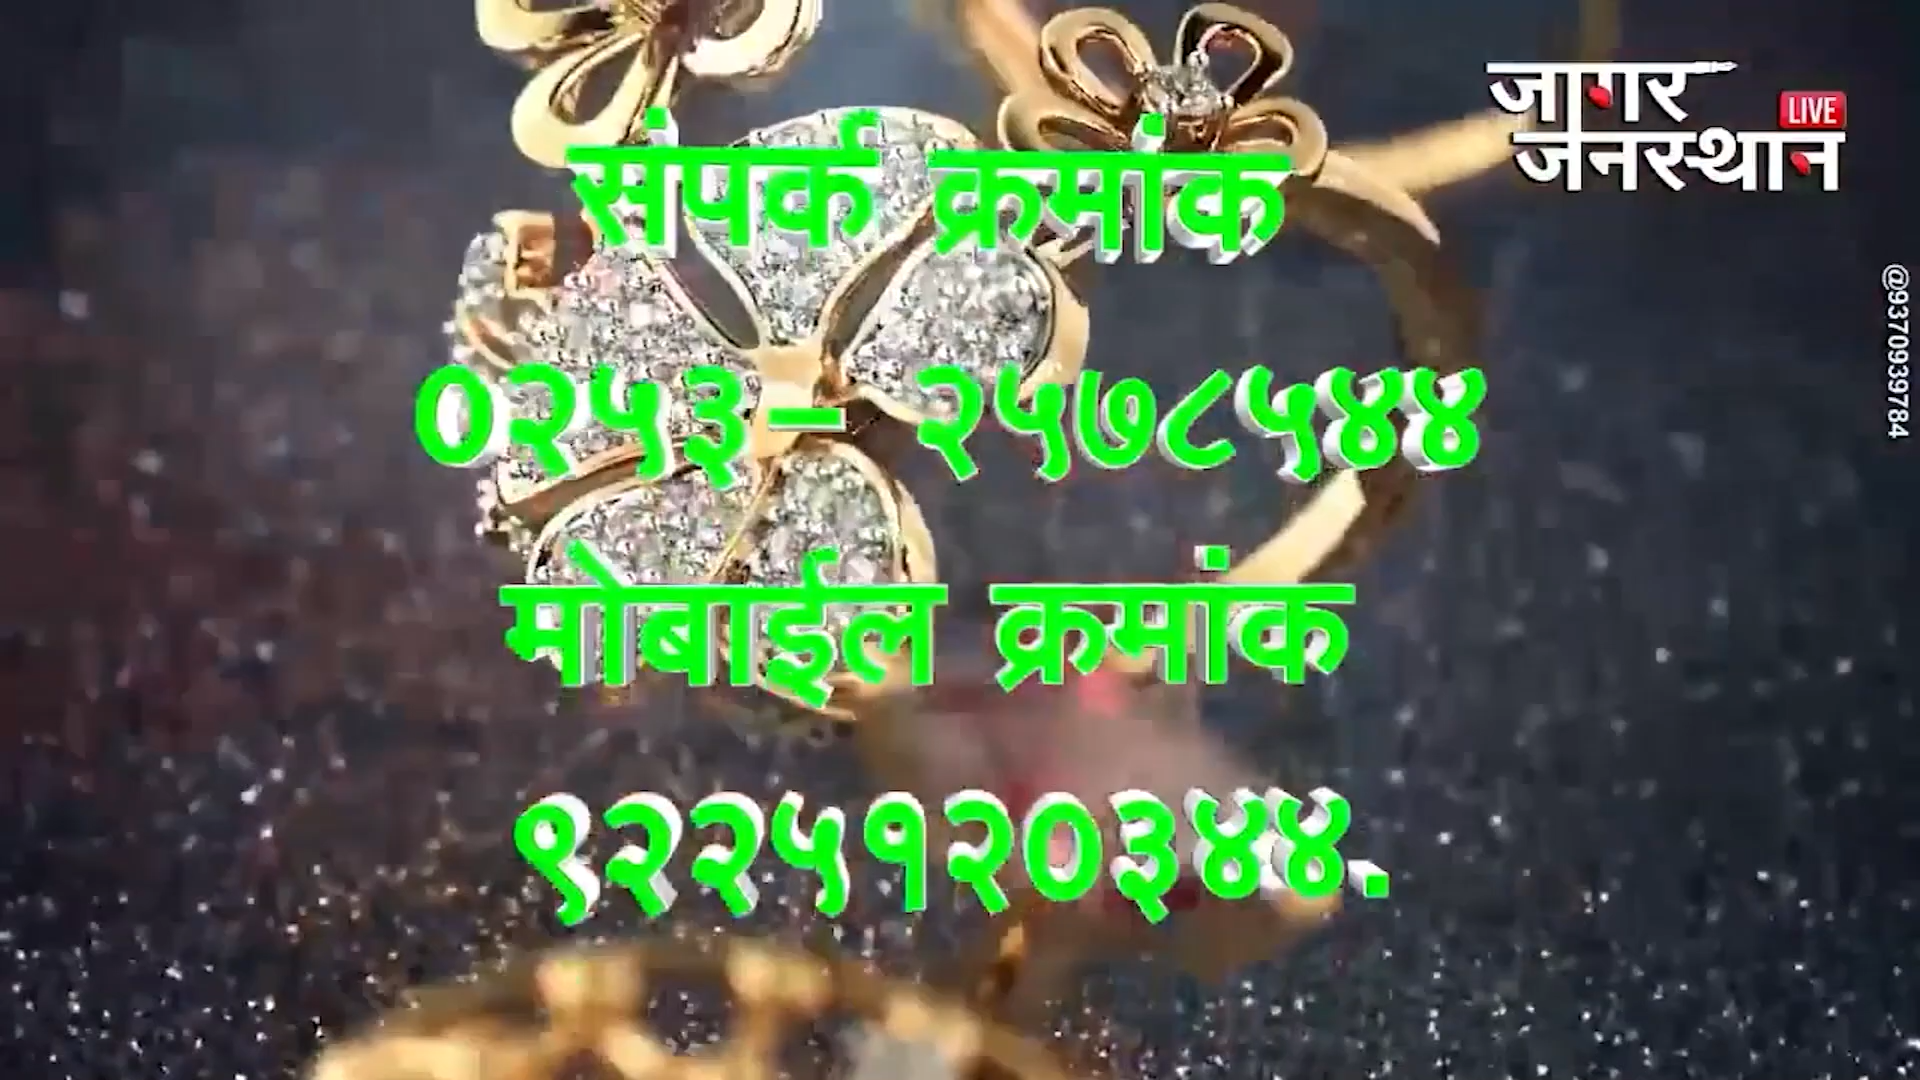 जागर
जनस्थान
LIVE
संपर्क क्रमांक
@9370939784
०२५३– २५७८५४४
मोबाईल क्रमांक
९२२५१२०३४४.